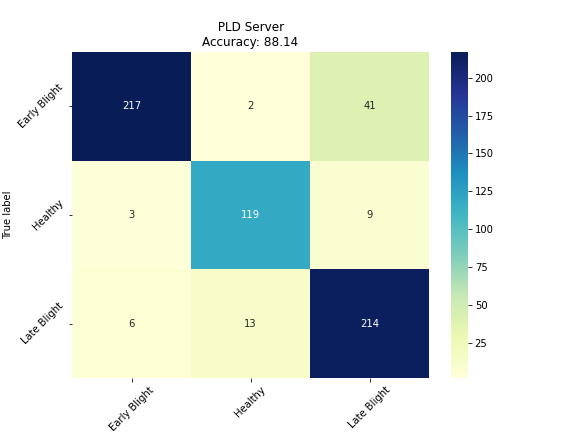 PLD Server
Accuracy: 88.14
True label
Early Blight
217
2
41
Healthy
3
119
9
Late Blight
6
13
214
Early Blight
Healthy
Late Blight
200
175
150
125
100
75
50
25